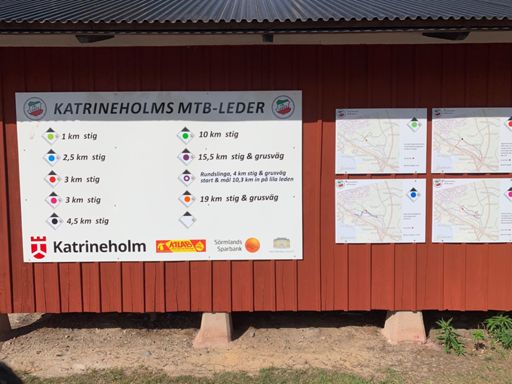 KATRINEHOLMS MTB-LEDER
1 km stig
2,5 km stig
3 km stig
3 km stig
4,5 km stig
10 km stig
15,5 km stig & grusväg
Rundslinga, 4 km stig & grusväg
start & mål 10,3 km in på lila leden
19 km stig & grusväg
Katrineholm
Sörmlands
Sparbank